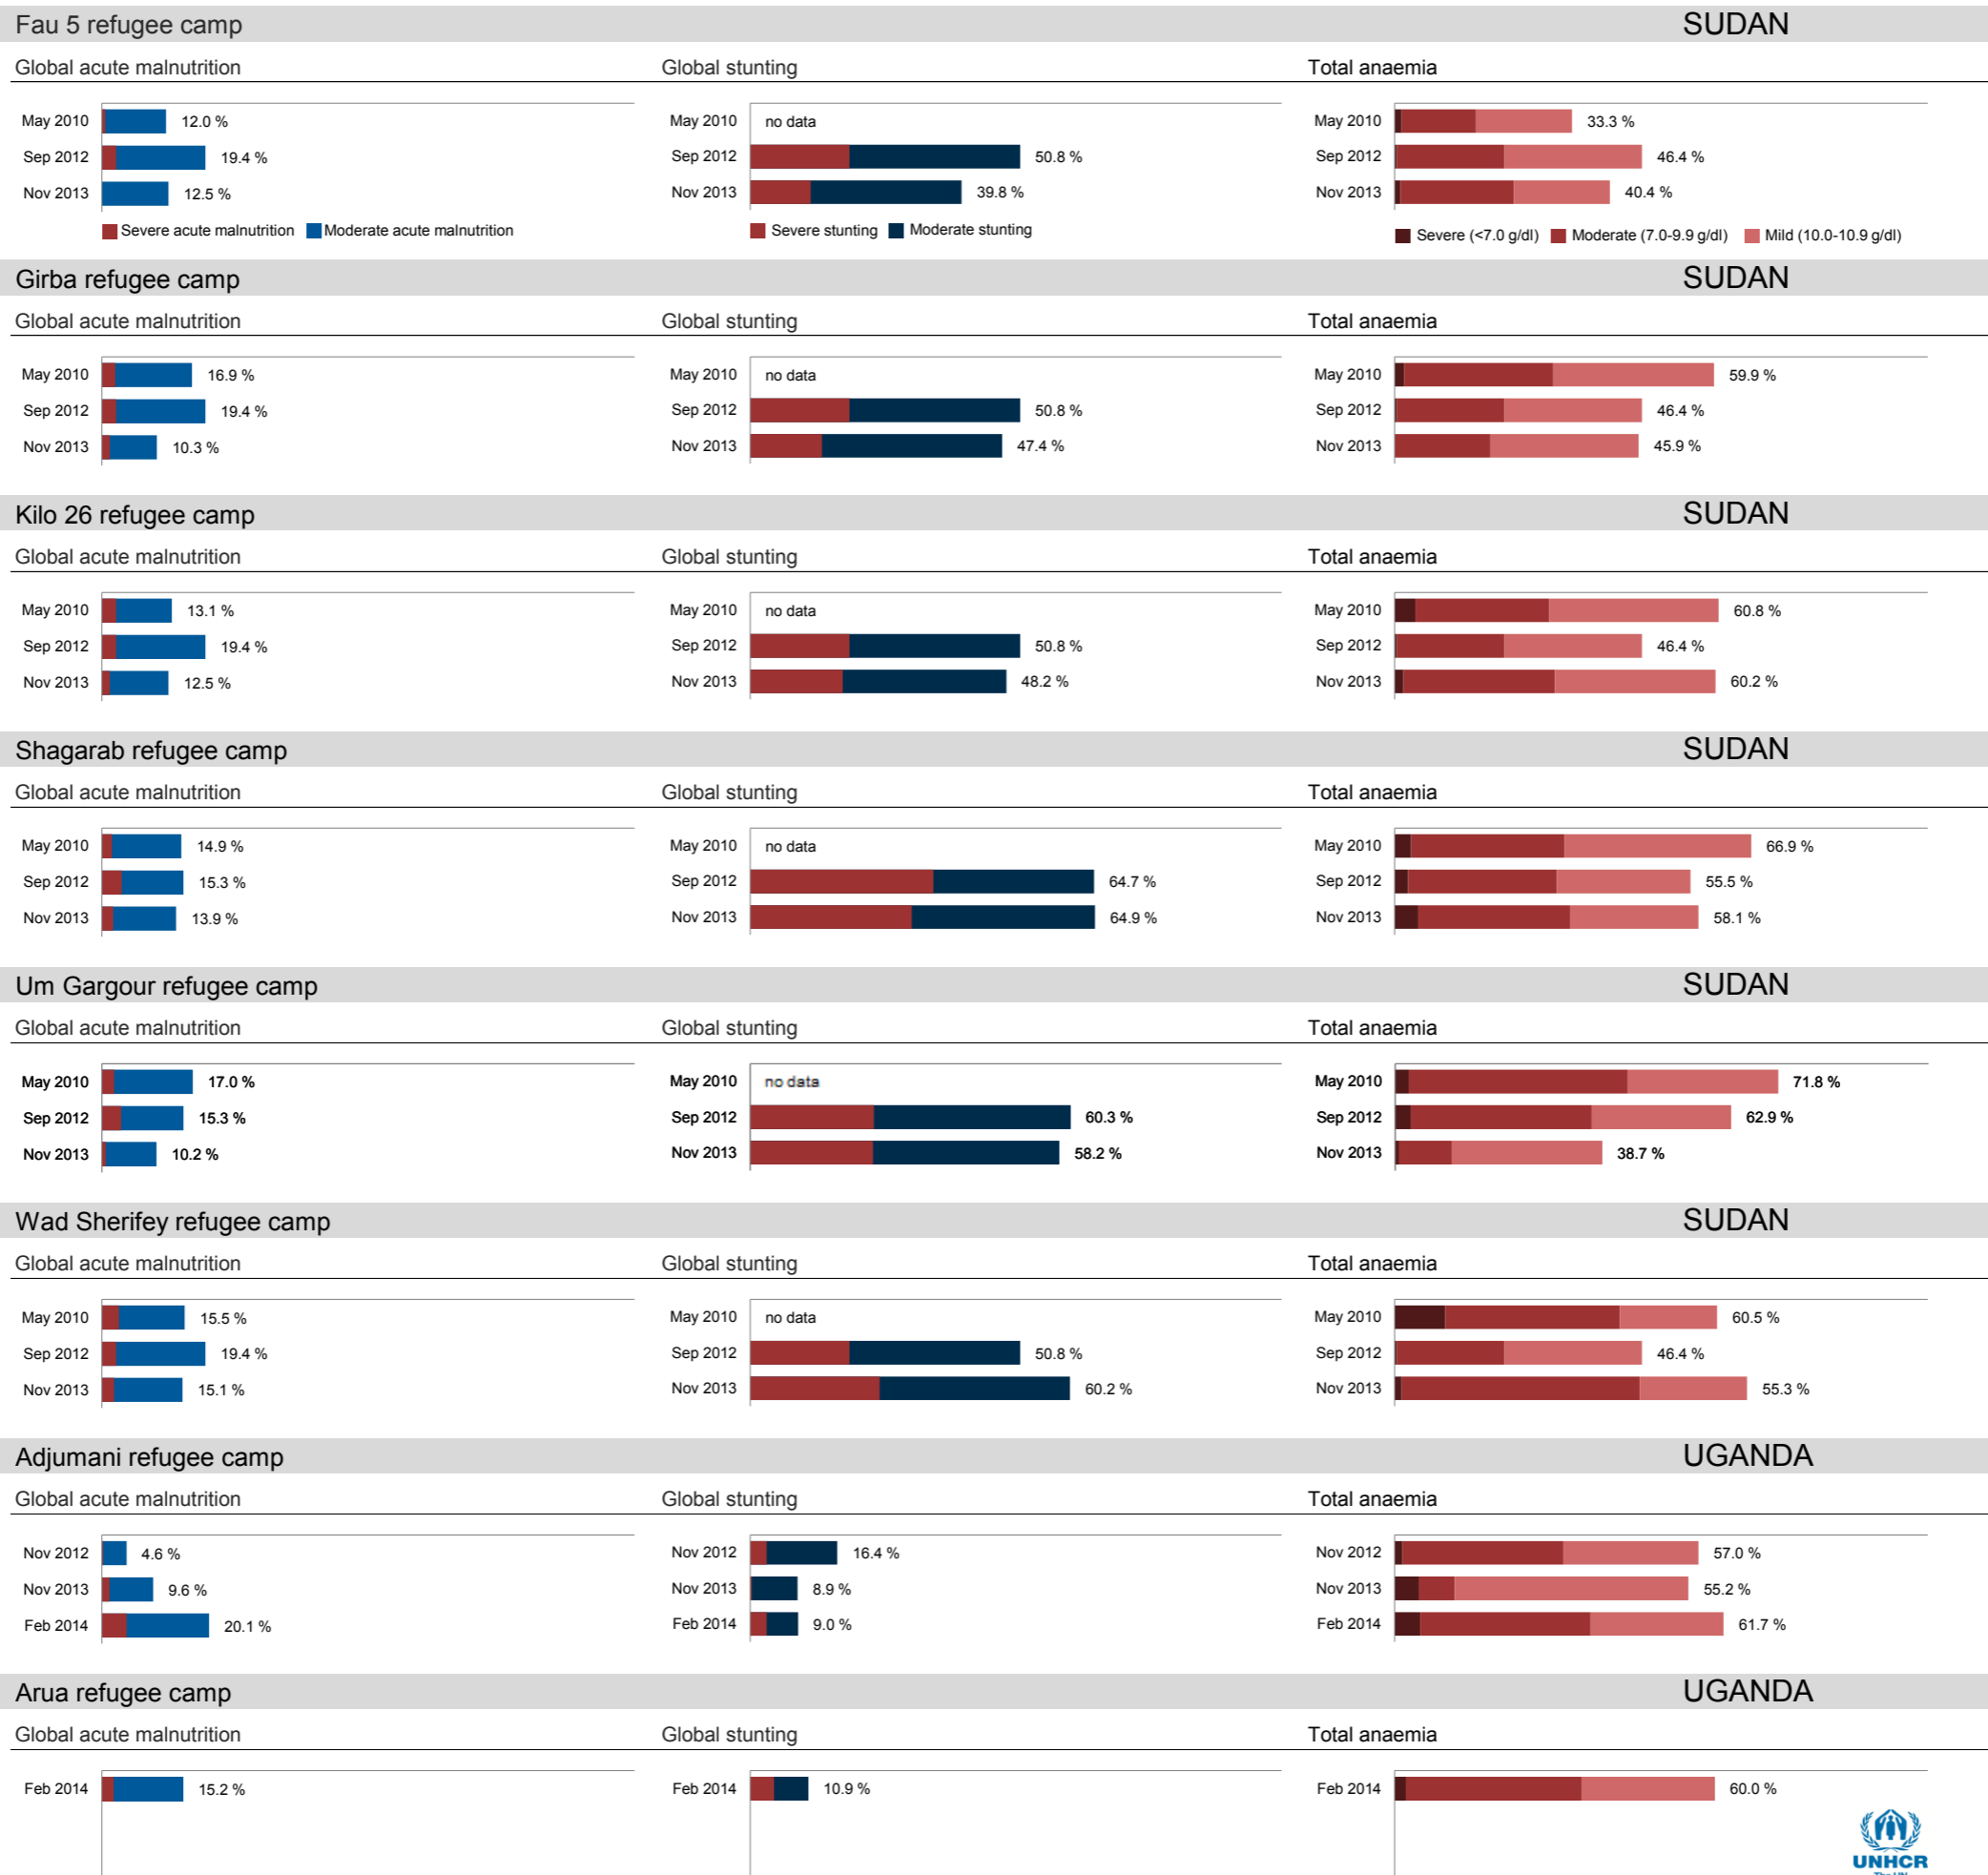 Fau 5 refugee camp SUDAN
Global acute malnutrition Global stunting Total anaemia
May 2010 12.0 % May 2010 no data May 2010 33.3 %
Sep 2012 19.4 % Sep 2012 50.8 % Sep 2012 46.4 %
Nov 2013 12.5 % Nov 2013 39.8 % Nov 2013 40.4 %
Severe acute malnutrition Moderate acute malnutrition Severe stunting Moderate stunting Severe (<7.0 g/dl) Moderate (7.0-9.9 g/dl) Mild (10.0-10.9 g/dl)
Girba refugee camp SUDAN
Global acute malnutrition Global stunting Total anaemia
May 2010 16.9 % May 2010 no data May 2010 59.9 %
Sep 2012 19.4 % Sep 2012 50.8 % Sep 2012 46.4 %
Nov 2013 10.3 % Nov 2013 47.4 % Nov 2013 45.9 %
Kilo 26 refugee camp SUDAN
Global acute malnutrition Global stunting Total anaemia
May 2010 13.1 % May 2010 no data May 2010 60.8 %
Sep 2012 19.4 % Sep 2012 50.8 % Sep 2012 46.4 %
Nov 2013 12.5 % Nov 2013 48.2 % Nov 2013 60.2 %
Shagarab refugee camp SUDAN
Global acute malnutrition Global stunting Total anaemia
May 2010 14.9 % May 2010 no data May 2010 66.9 %
Sep 2012 15.3 % Sep 2012 64.7 % Sep 2012 55.5 %
Nov 2013 13.9 % Nov 2013 64.9 % Nov 2013 58.1 %
Um Gargour refugee camp SUDAN
Global acute malnutrition Global stunting Total anaemia
May 2010 17.0 % May 2010 no data May 2010 71.8 %
Sep 2012 15.3 % Sep 2012 60.3 % Sep 2012 62.9 %
Nov 2013 10.2 % Nov 2013 58.2 % Nov 2013 38.7 %
Wad Sherifey refugee camp SUDAN
Global acute malnutrition Global stunting Total anaemia
May 2010 15.5 % May 2010 no data May 2010 60.5 %
Sep 2012 19.4 % Sep 2012 50.8 % Sep 2012 46.4 %
Nov 2013 15.1 % Nov 2013 60.2 % Nov 2013 55.3 %
Adjumani refugee camp UGANDA
Global acute malnutrition Global stunting Total anaemia
Nov 2012 4.6 % Nov 2012 16.4 % Nov 2012 57.0 %
Nov 2013 9.6 % Nov 2013 8.9 % Nov 2013 55.2 %
Feb 2014 20.1 % Feb 2014 9.0 % Feb 2014 61.7 %
Arua refugee camp UGANDA
Global acute malnutrition Global stunting Total anaemia
Feb 2014 15.2 % Feb 2014 10.9 % Feb 2014 60.0 %
UNHCR
The UN